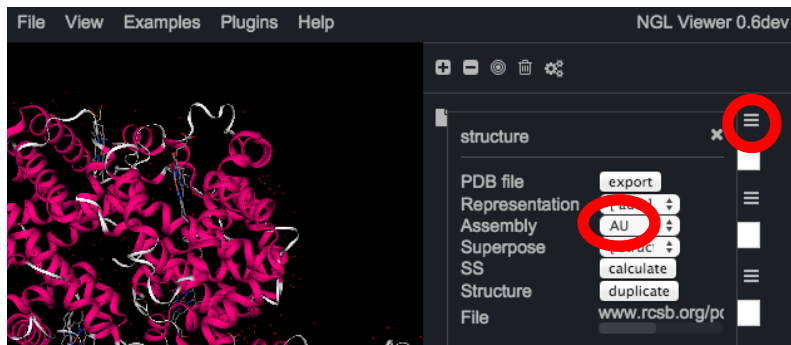 File View Examples Plugins Help NGL Viewer 0.6dev
structure
PDB file export
Representation
Assembly AU
Superpose
SS calculate
Structure duplicate
File www.rcsb.org/pd